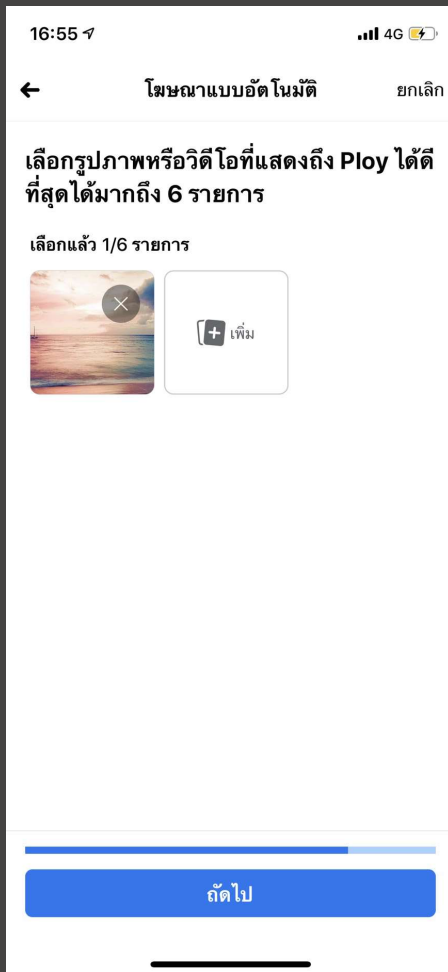 16:55 4G
โฆษณาแบบอัตโนมัติ ยกเลิก
เลือกรูปภาพหรือวิดีโอที่แสดงถึง Ploy ได้ดี
ที่สุดได้มากถึง 6 รายการ
เลือกแล้ว 1/6 รายการ
เพิ่ม
ถัดไป